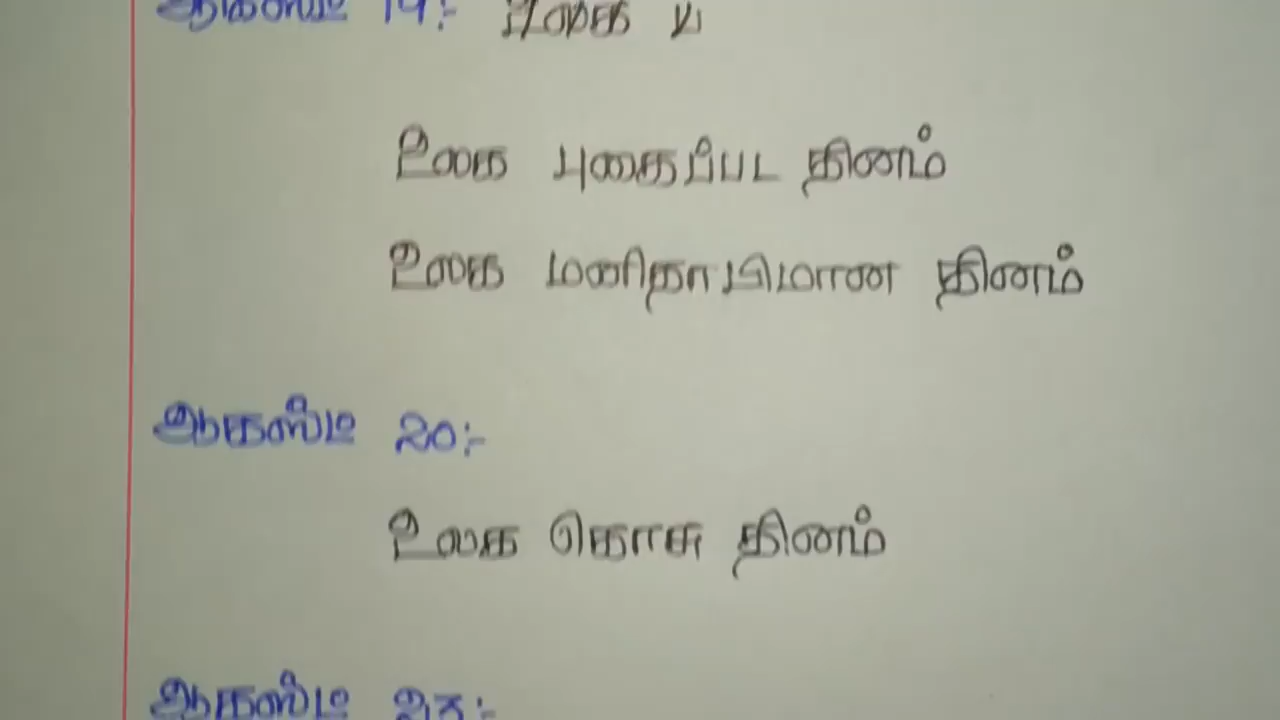 ஆகஸ்ட் 19:-
உலக புகைப்பட தினம்
உலக மனிதாபிமான தினம்
ஆகஸ்ட் 20:-
உலக கொசு தினம்
ஆகஸ்ட்